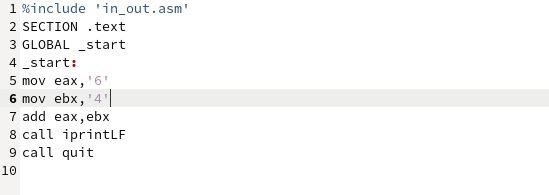 1 %include 'in_out.asm'
2 SECTION .text
3 GLOBAL _start
4 _start:
5 mov eax,'6'
6 mov ebx,'4'
7 add eax,ebx
8 call iprintLF
9 call quit
10